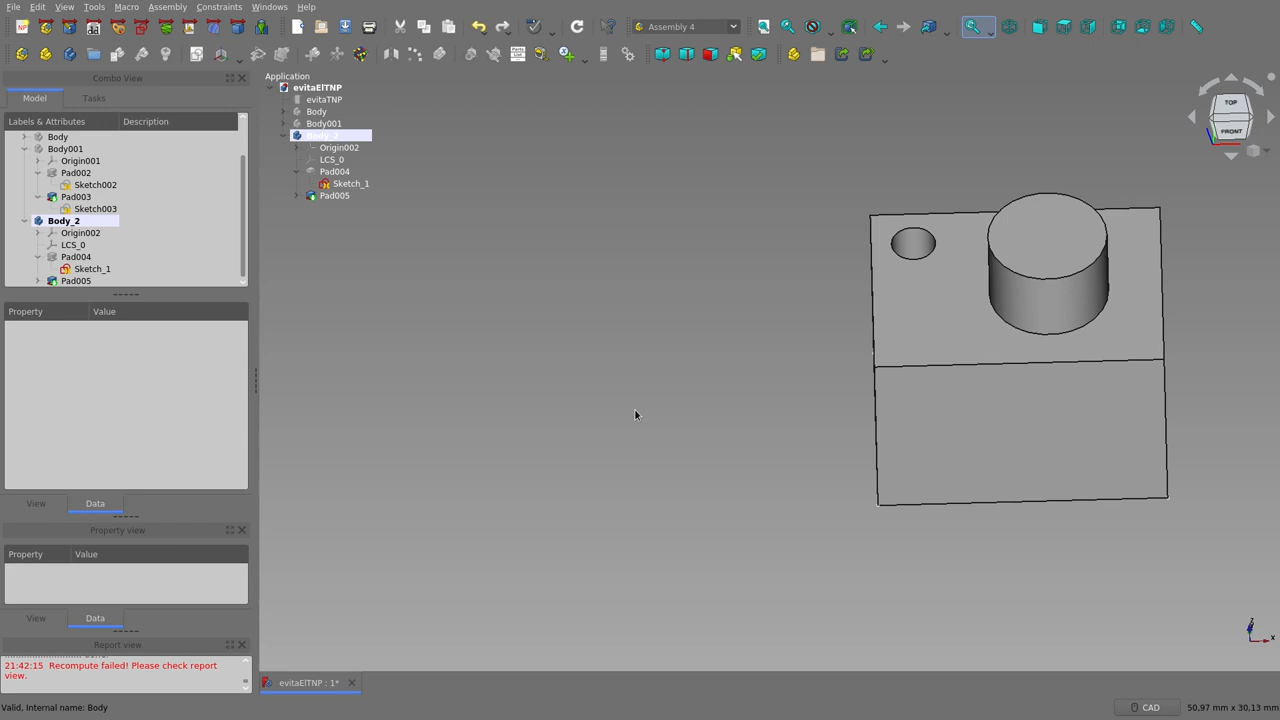 File Edit View Tools Macro Assembly Constraints Windows Help
Assembly 4
Parts List
Combo View
Model Tasks
Labels & Attributes Description
Body
Body001
Origin001
Pad002
Sketch002
Pad003
Sketch003
Body_2
Origin002
LCS_0
Pad004
Sketch_1
Pad005
Property Value
View Data
Property view
Property Value
View Data
Report view
21:42:15 Recompute failed! Please check report
view.
Application
evitaElTNP
evitaTNP
Body
Body001
Body_2
Origin002
LCS_0
Pad004
Sketch_1
Pad005
TOP
FRONT
Z
X
evitaElTNP : 1*
Valid, Internal name: Body
CAD
50,97 mm x 30,13 mm